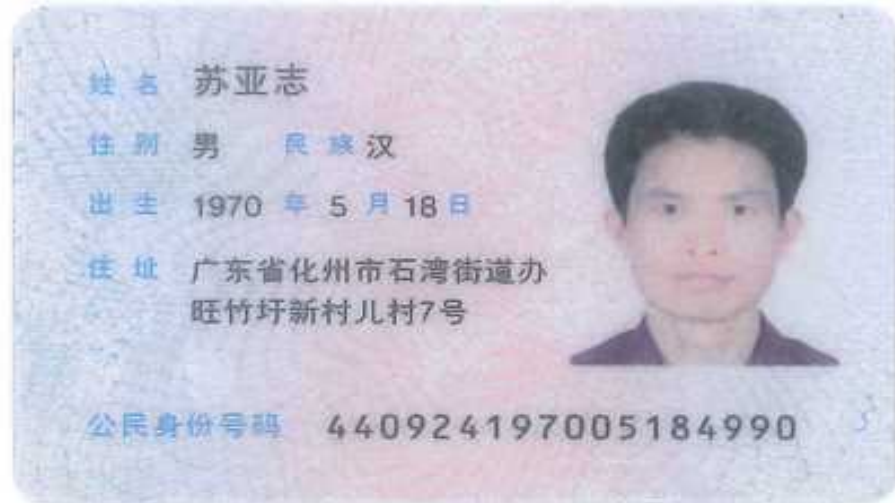 姓名 苏亚志
性别 男 民族 汉
出生 1970 年 5 月 18 日
住址 广东省化州市石湾街道办
旺竹圩新村儿村7号
公民身份号码 440924197005184990